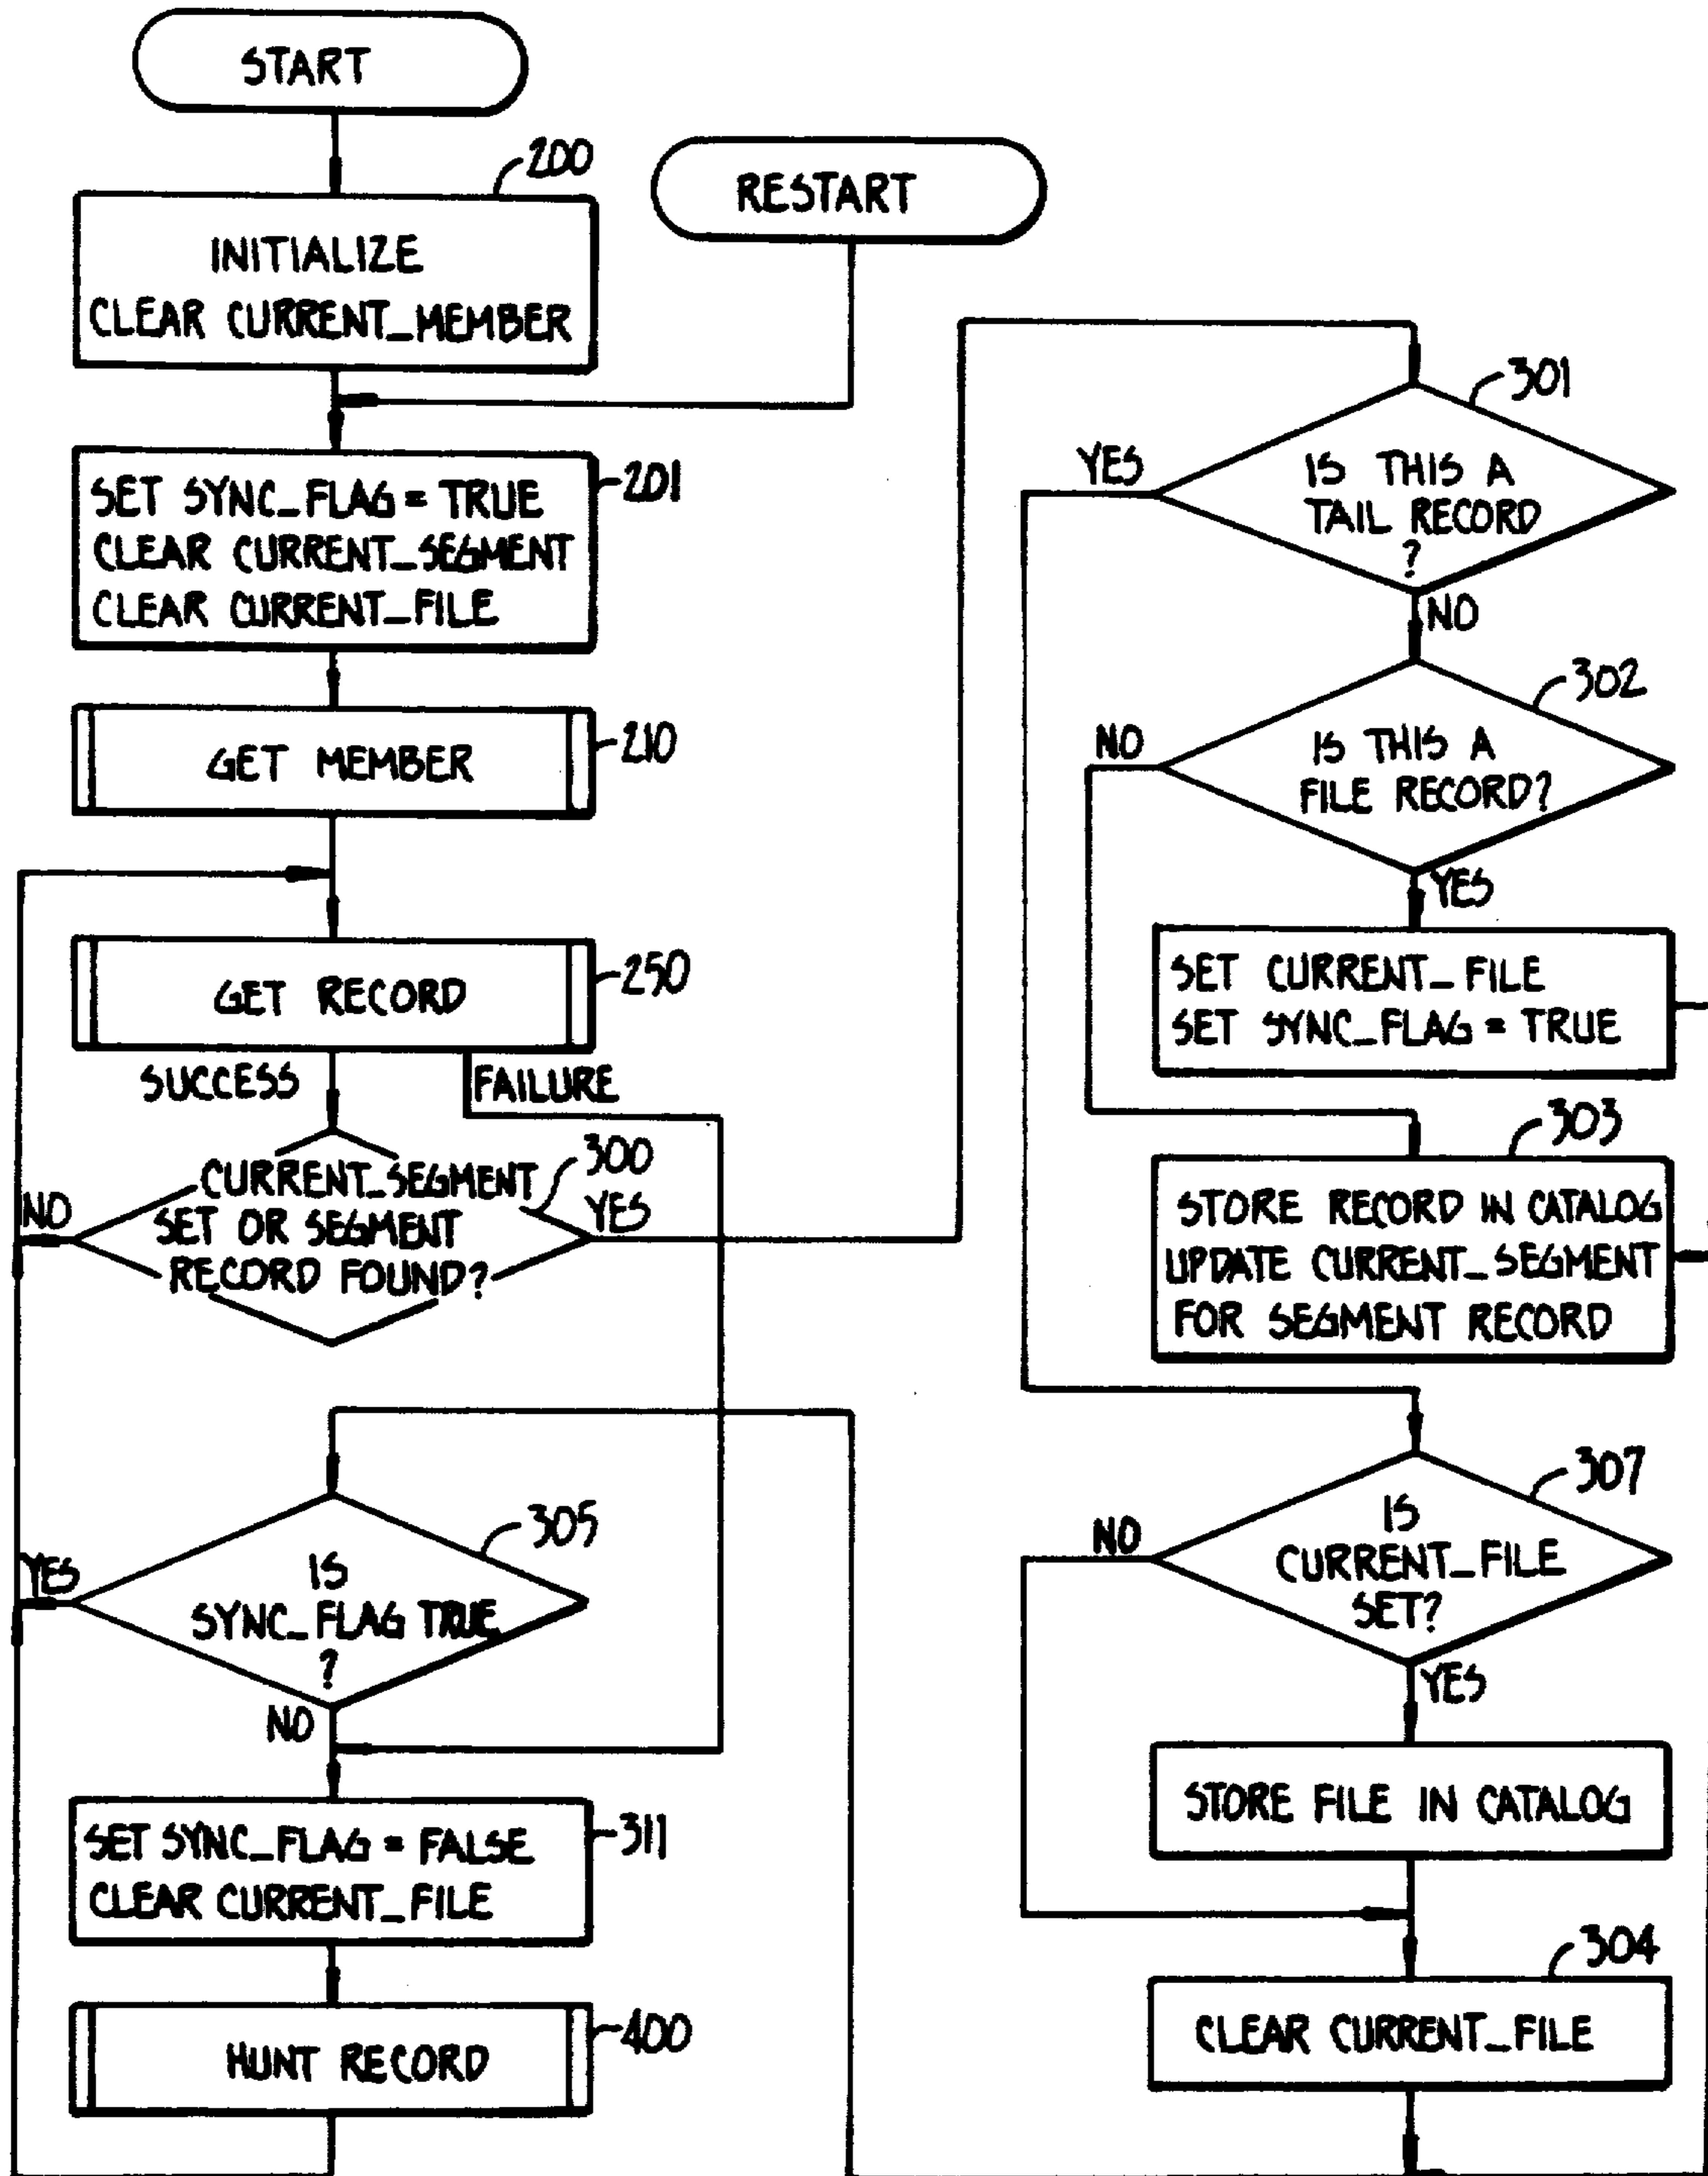 START
200
INITIALIZE
CLEAR CURRENT_MEMBER
RESTART
SET SYNC_FLAG = TRUE
CLEAR CURRENT_SEGMENT
CLEAR CURRENT_FILE
201
GET MEMBER
210
GET RECORD
250
SUCCESS
FAILURE
CURRENT_SEGMENT
SET OR SEGMENT
RECORD FOUND?
300
NO
YES
305
IS
SYNC_FLAG TRUE
?
YES
NO
SET SYNC_FLAG = FALSE
CLEAR CURRENT_FILE
311
HUNT RECORD
400
301
YES
IS THIS A
TAIL RECORD
?
NO
302
NO
IS THIS A
FILE RECORD?
YES
SET CURRENT_FILE
SET SYNC_FLAG = TRUE
303
STORE RECORD IN CATALOG
UPDATE CURRENT_SEGMENT
FOR SEGMENT RECORD
307
NO
IS
CURRENT_FILE
SET?
YES
STORE FILE IN CATALOG
304
CLEAR CURRENT_FILE